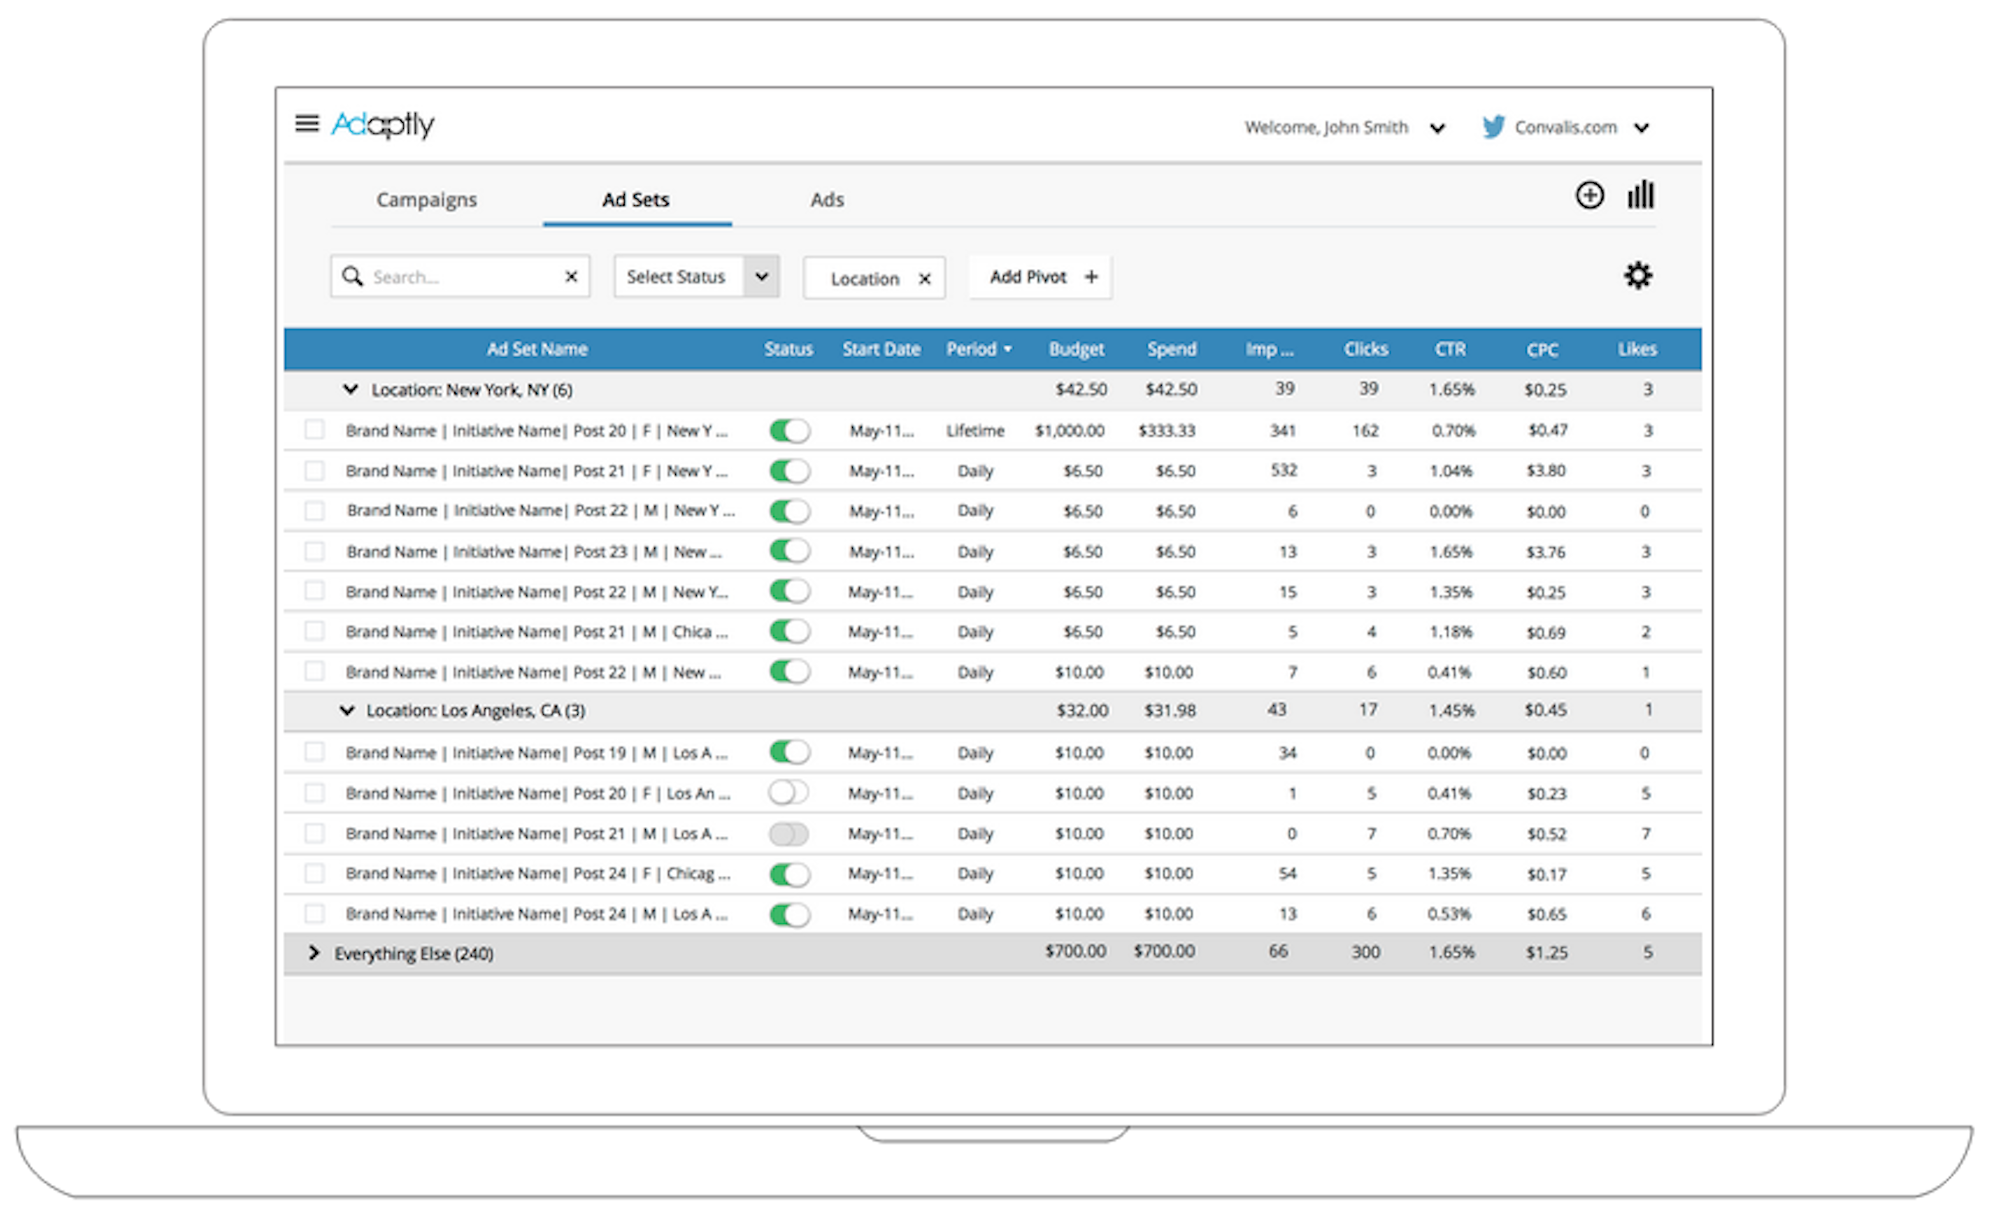 Adaptly Welcome, John Smith Convalis.com
Campaigns Ad Sets Ads
Search... Select Status Location Add Pivot
Ad Set Name Status Start Date Period Budget Spend Imp ... Clicks CTR CPC Likes
Location: New York, NY (6) $42.50 $42.50 39 39 1.65% $0.25 3
Brand Name | Initiative Name| Post 20 | F | New Y ... May-11... Lifetime $1,000.00 $333.33 341 162 0.70% $0.47 3
Brand Name | Initiative Name| Post 21 | F | New Y ... May-11... Daily $6.50 $6.50 532 3 1.04% $3.80 3
Brand Name | Initiative Name| Post 22 | M | New Y ... May-11... Daily $6.50 $6.50 6 0 0.00% $0.00 0
Brand Name | Initiative Name| Post 23 | M | New ... May-11... Daily $6.50 $6.50 13 3 1.65% $3.76 3
Brand Name | Initiative Name| Post 22 | M | New Y... May-11... Daily $6.50 $6.50 15 3 1.35% $0.25 3
Brand Name | Initiative Name| Post 21 | M | Chica ... May-11... Daily $6.50 $6.50 5 4 1.18% $0.69 2
Brand Name | Initiative Name| Post 22 | M | New ... May-11... Daily $10.00 $10.00 7 6 0.41% $0.60 1
Location: Los Angeles, CA (3) $32.00 $31.98 43 17 1.45% $0.45 1
Brand Name | Initiative Name| Post 19 | M | Los A ... May-11... Daily $10.00 $10.00 34 0 0.00% $0.00 0
Brand Name | Initiative Name| Post 20 | F | Los An ... May-11... Daily $10.00 $10.00 1 5 0.41% $0.23 5
Brand Name | Initiative Name| Post 21 | M | Los A ... May-11... Daily $10.00 $10.00 0 7 0.70% $0.52 7
Brand Name | Initiative Name| Post 24 | F | Chicag ... May-11... Daily $10.00 $10.00 54 5 1.35% $0.17 5
Brand Name | Initiative Name| Post 24 | M | Los A ... May-11... Daily $10.00 $10.00 13 6 0.53% $0.65 6
Everything Else (240) $700.00 $700.00 66 300 1.65% $1.25 5